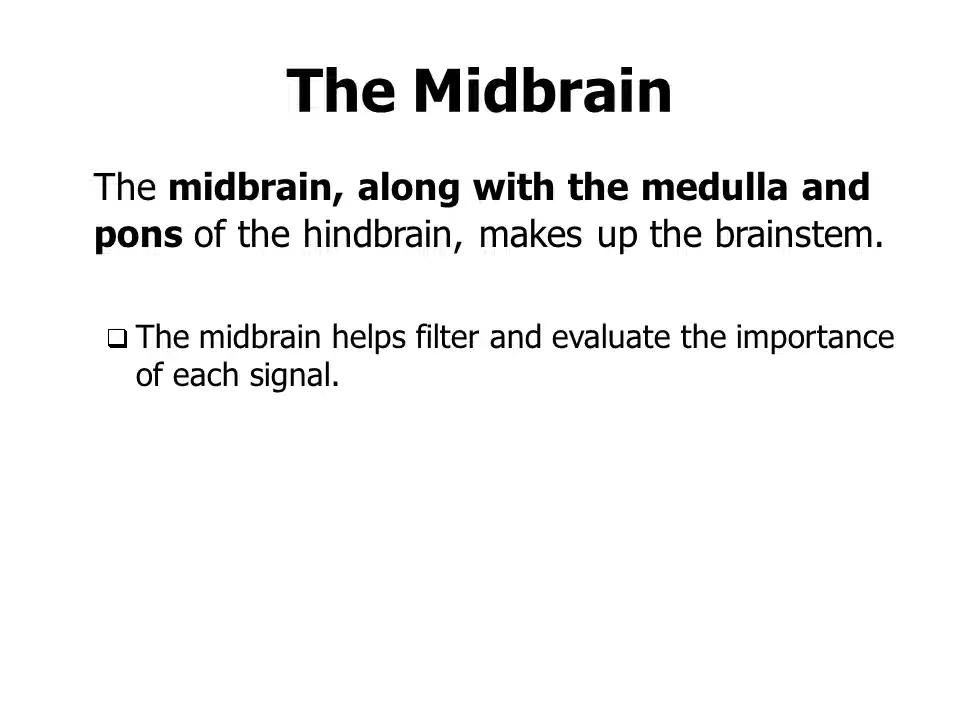 The Midbrain
The midbrain, along with the medulla and
pons of the hindbrain, makes up the brainstem.
❑ The midbrain helps filter and evaluate the importance
of each signal.